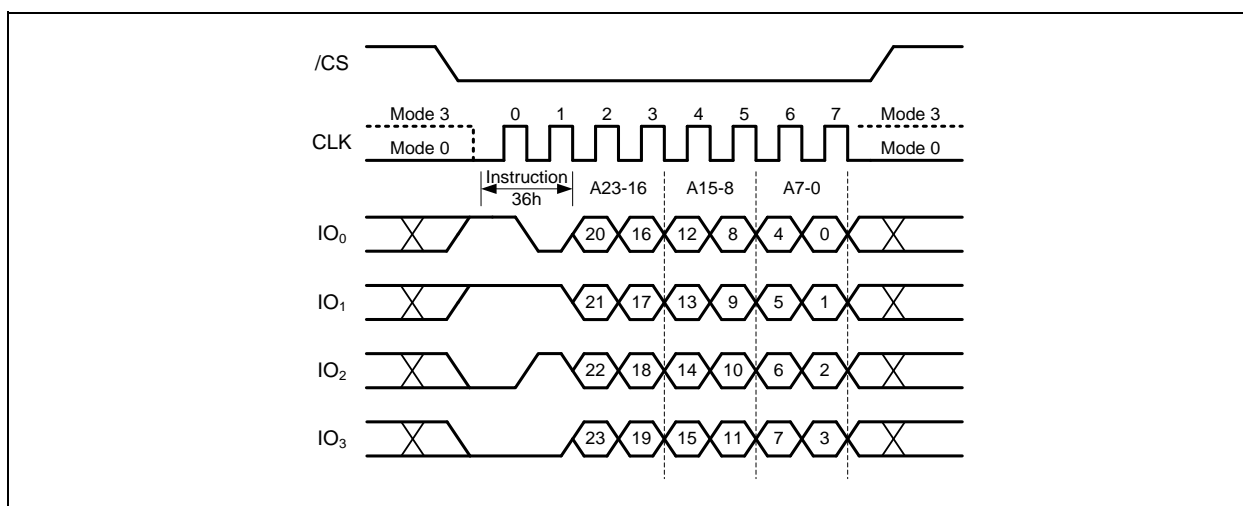 /CS
Mode 3 0 1 2 3 4 5 6 7 Mode 3
CLK
Mode 0 Mode 0
Instruction A23-16 A15-8 A7-0
36h
IO₀ 20 16 12 8 4 0
IO₁ 21 17 13 9 5 1
IO₂ 22 18 14 10 6 2
IO₃ 23 19 15 11 7 3